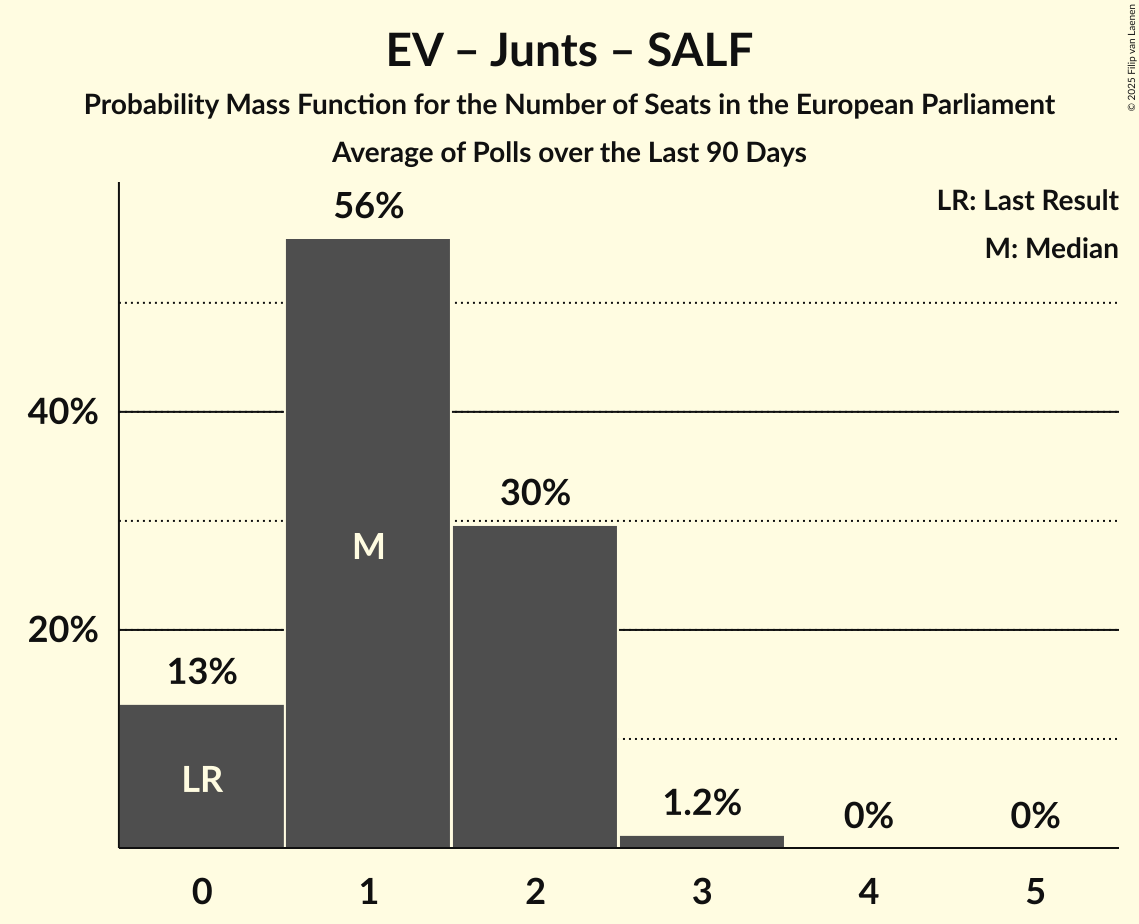 EV – Junts – SALF
Probability Mass Function for the Number of Seats in the European Parliament
Average of Polls over the Last 90 Days
© 2025 Filip van Laenen
LR: Last Result
M: Median
56%
40%
30%
M
20%
13%
LR
1.2%
0%
0%
0
1
2
3
4
5